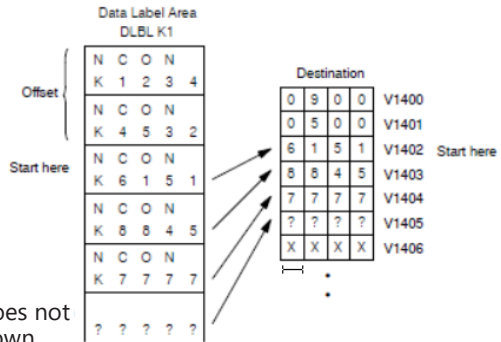 Data Label Area
DLBL K1
N C O N
K 1 2 3 4
Offset
N C O N
K 4 5 3 2
Start here
N C O N
K 6 1 5 1
N C O N
K 8 8 4 5
N C O N
K 7 7 7 7
? ? ? ? ?
Destination
0 9 0 0 V1400
0 5 0 0 V1401
6 1 5 1 V1402 Start here
8 8 4 5 V1403
7 7 7 7 V1404
? ? ? ? V1405
X X X X V1406
oes not
own